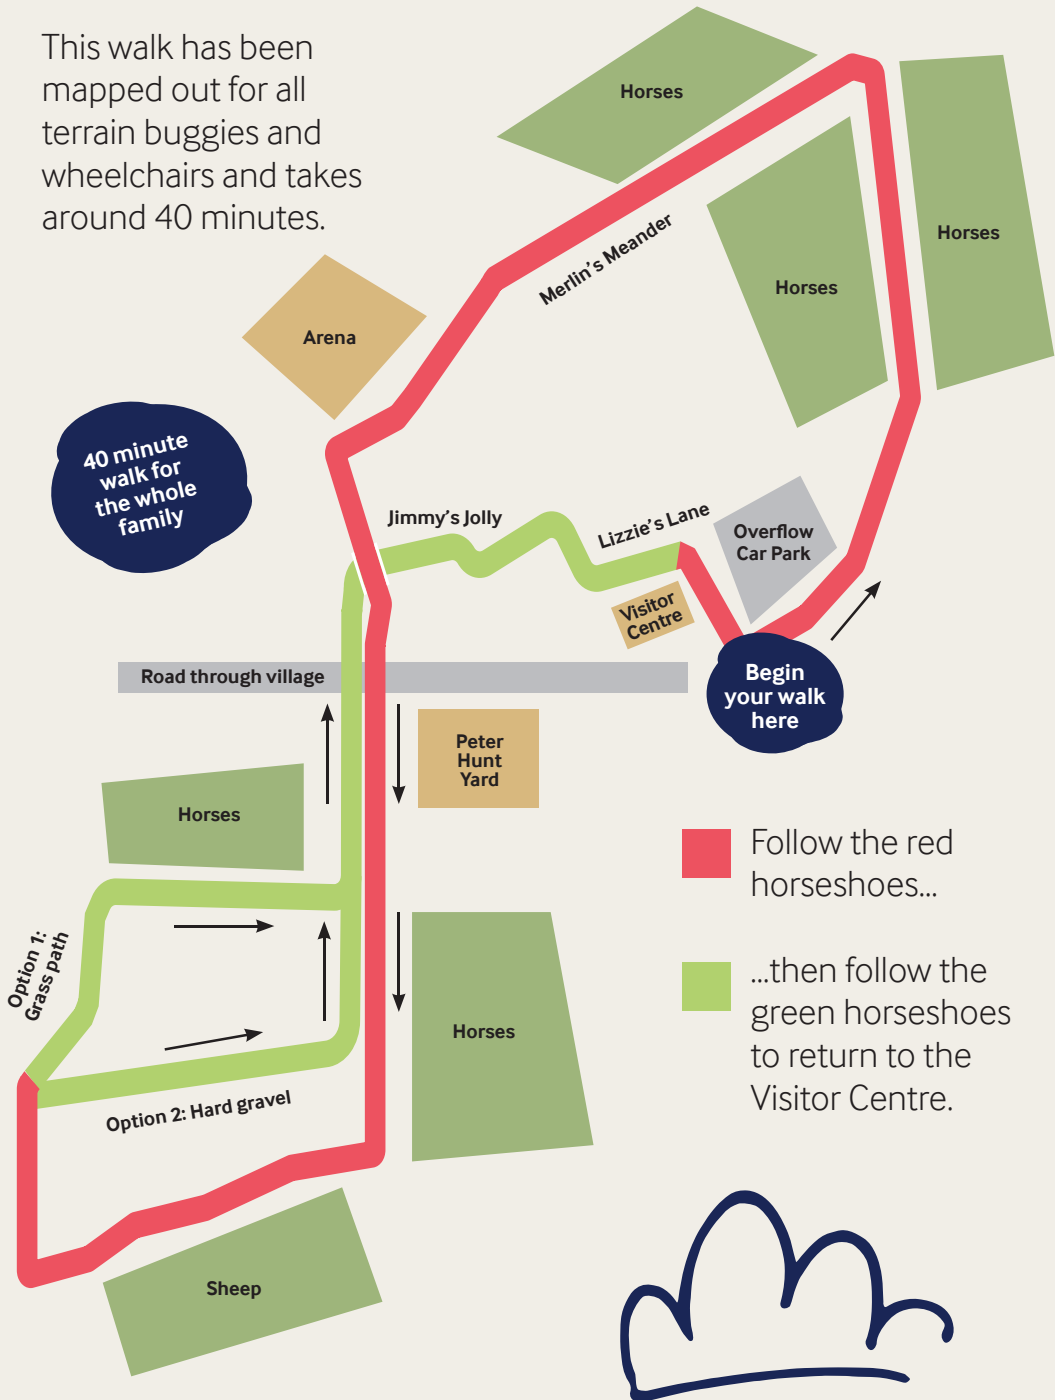 This walk has been
mapped out for all
terrain buggies and
wheelchairs and takes
around 40 minutes.
Horses
Horses
Horses
Merlin's Meander
Arena
40 minute
walk for
the whole
family
Jimmy's Jolly
Lizzie's Lane
Overflow
Car Park
Visitor
Centre
Road through village
Begin
your walk
here
Peter
Hunt
Yard
Horses
Follow the red
horseshoes...
Option 1:
Grass path
...then follow the
green horseshoes
to return to the
Visitor Centre.
Horses
Option 2: Hard gravel
Sheep